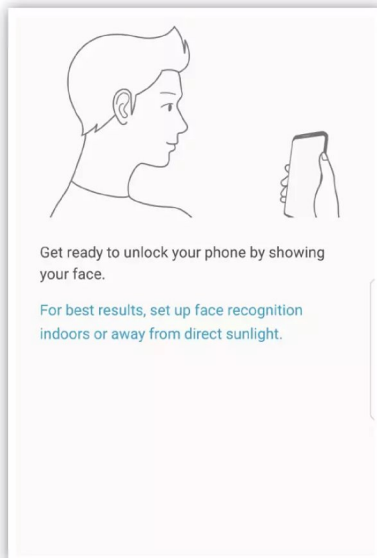 Get ready to unlock your phone by showing
your face.
For best results, set up face recognition
indoors or away from direct sunlight.